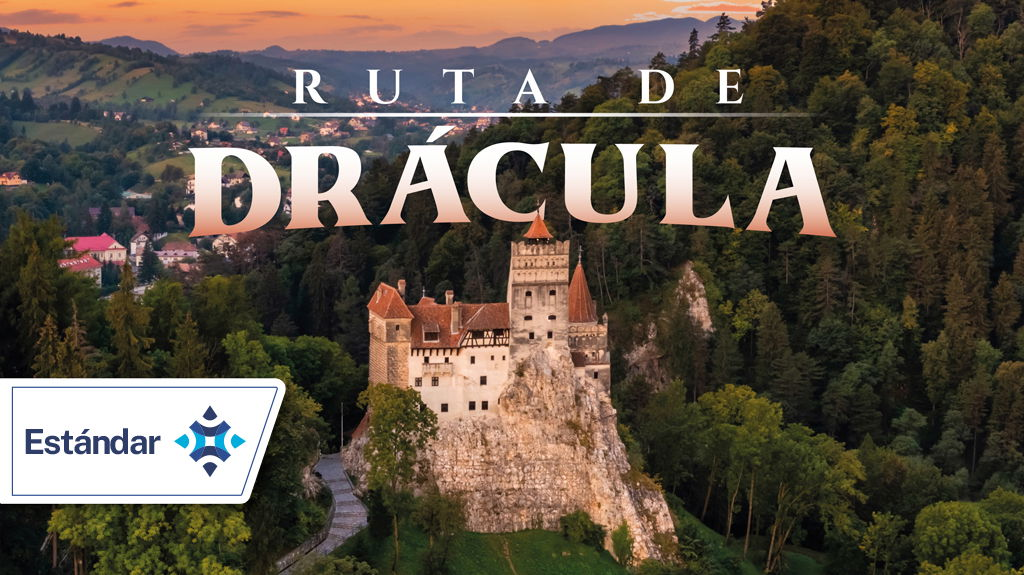 RUTA DE
DRÁCULA
Estándar